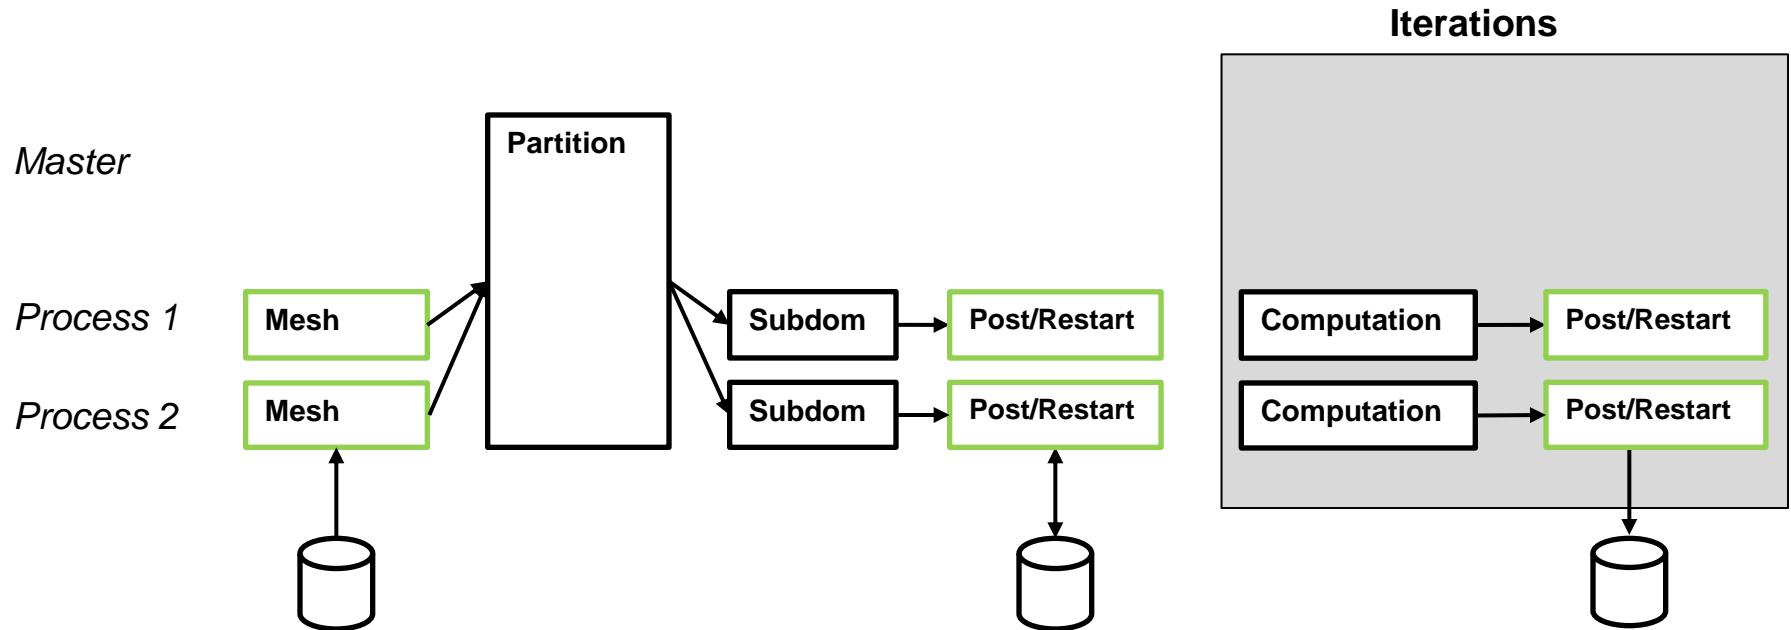 Iterations
Master
Partition
Process 1
Mesh
Subdom
Post/Restart
Computation
Post/Restart
Process 2
Mesh
Subdom
Post/Restart
Computation
Post/Restart